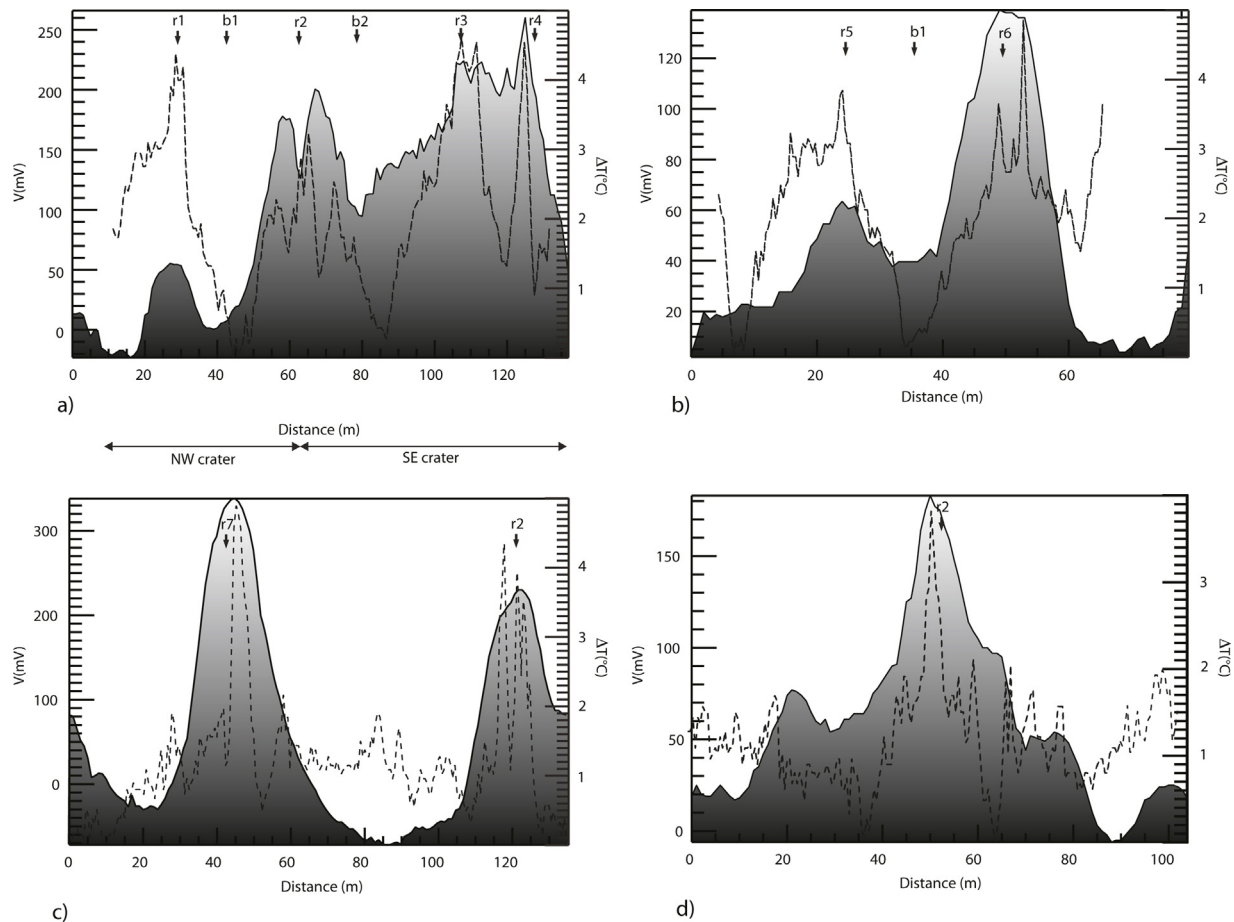 r1 b1 r2 b2 r3 r4
250
200
150
100
50
0
V(mV)
4
3
2
1
ΔT(°C)
0 20 40 60 80 100 120
a)
Distance (m)
NW crater SE crater
r5 b1 r6
120
100
80
60
40
20
V(mV)
4
3
2
1
ΔT(°C)
0 20 40 60
Distance (m)
b)
r7 r2
300
200
100
0
V(mV)
4
3
2
1
ΔT(°C)
0 20 40 60 80 100 120
Distance (m)
c)
r2
150
100
50
0
V(mV)
3
2
1
ΔT(°C)
0 20 40 60 80 100
Distance (m)
d)